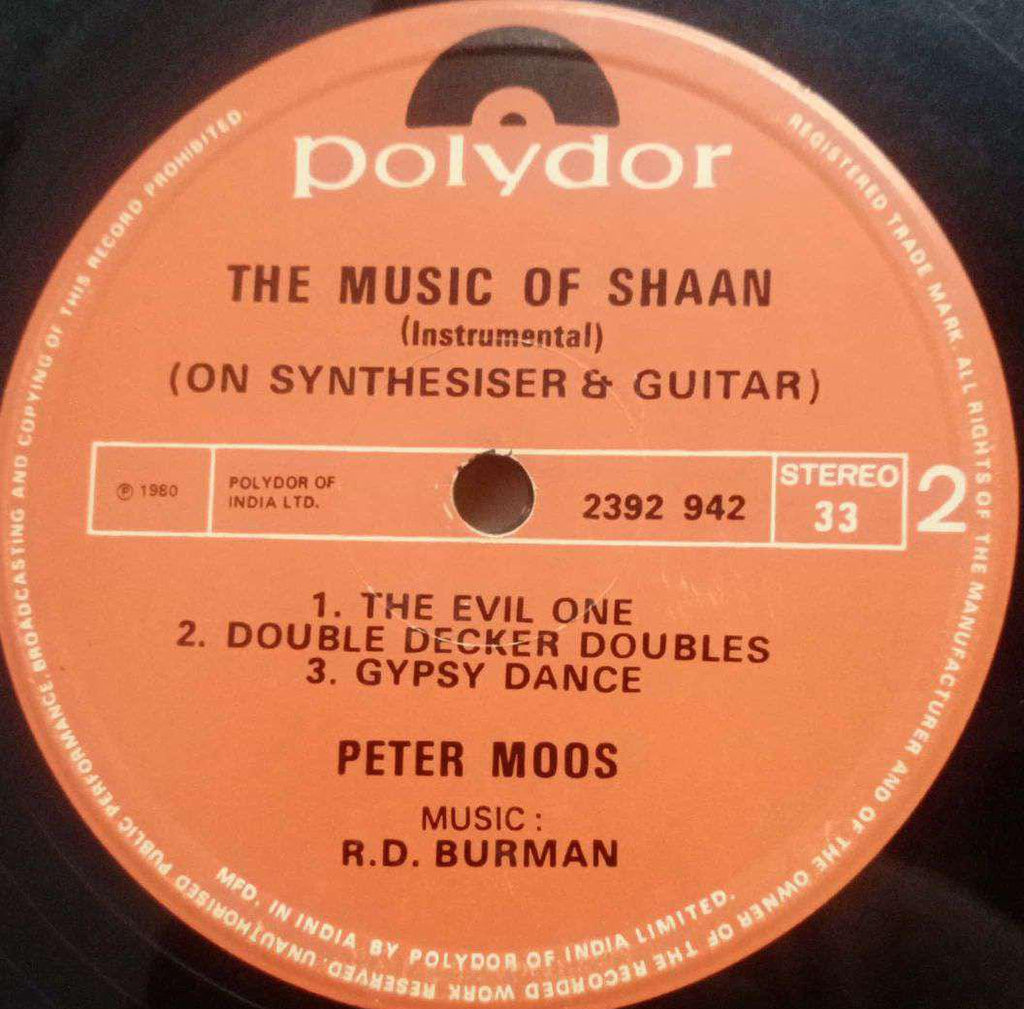 polydor
THE MUSIC OF SHAAN
(Instrumental)
(ON SYNTHESISER & GUITAR)
℗ 1980
POLYDOR OF
INDIA LTD.
2392 942
STEREO
33
2
1. THE EVIL ONE
2. DOUBLE DECKER DOUBLES
3. GYPSY DANCE
PETER MOOS
MUSIC :
R.D. BURMAN
MFD. IN INDIA BY POLYDOR OF INDIA LIMITED.
REGISTERED TRADE MARK. ALL RIGHTS OF THE MANUFACTURER AND OF THE OWNER OF THE RECORDED WORK RESERVED. UNAUTHORISED PUBLIC PERFORMANCE, BROADCASTING AND COPYING OF THIS RECORD PROHIBITED.